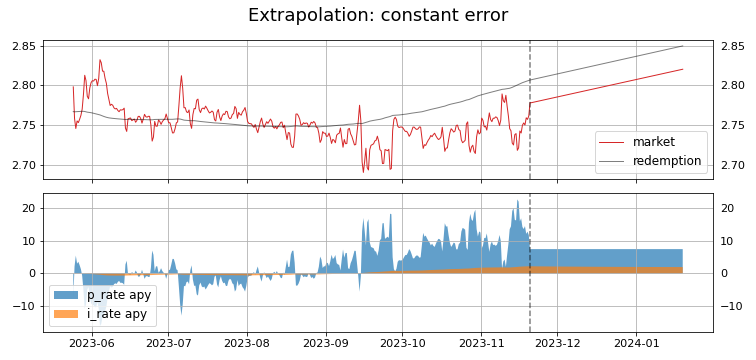 Extrapolation: constant error
2.85 2.85
2.80 2.80
2.75 2.75
2.70 2.70
market
redemption
20 20
10 10
0 0
−10 −10
p_rate apy
i_rate apy
2023-06 2023-07 2023-08 2023-09 2023-10 2023-11 2023-12 2024-01